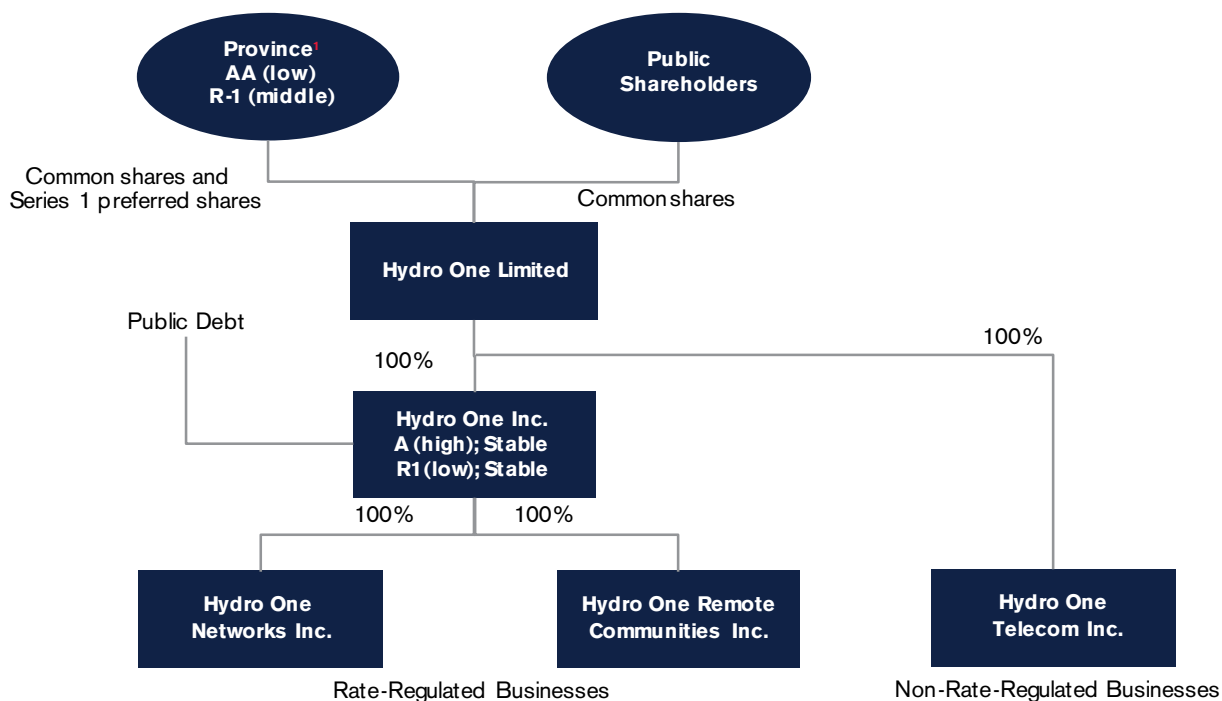 Province¹
AA (low)
R-1 (middle)
Public
Shareholders
Common shares and
Series 1 preferred shares
Common shares
Hydro One Limited
Public Debt
100%
100%
Hydro One Inc.
A (high); Stable
R1 (low); Stable
100%
100%
Hydro One
Networks Inc.
Hydro One Remote
Communities Inc.
Hydro One
Telecom Inc.
Rate-Regulated Businesses
Non-Rate-Regulated Businesses